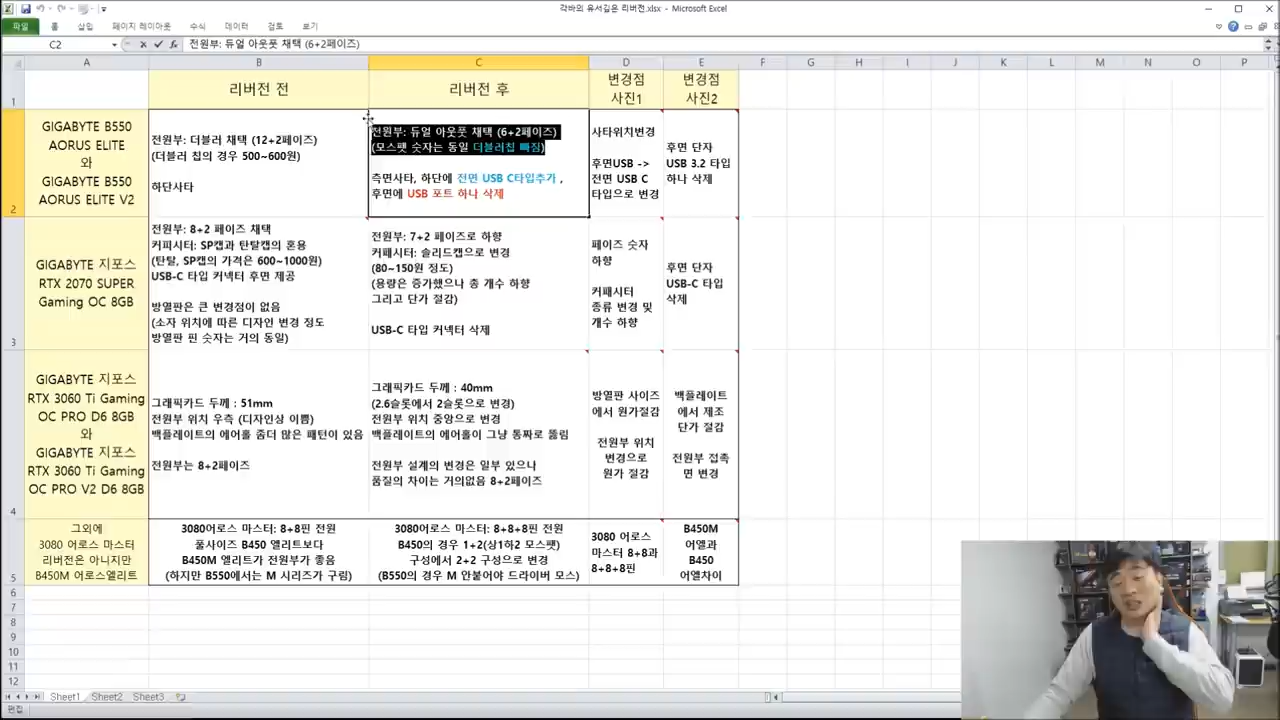 각바의 유서깊은 리버전.xlsx - Microsoft Excel
파일 홈 삽입 페이지 레이아웃 수식 데이터 검토 보기
C2 fx 전원부: 듀얼 아웃풋 채택 (6+2페이즈)
A B C D E F G H I J K L M N O P
1
리버전 전
리버전 후
변경점
사진1
변경점
사진2
2
GIGABYTE B550
AORUS ELITE
와
GIGABYTE B550
AORUS ELITE V2
전원부: 더블러 채택 (12+2페이즈)
(더블러 칩의 경우 500~600원)
하단사타
전원부: 듀얼 아웃풋 채택 (6+2페이즈)
(모스팻 숫자는 동일 더블러칩 빠짐)
측면사타, 하단에 전면 USB C타입추가 ,
후면에 USB 포트 하나 삭제
사타위치변경
후면USB ->
전면 USB C
타입으로 변경
후면 단자
USB 3.2 타입
하나 삭제
3
GIGABYTE 지포스
RTX 2070 SUPER
Gaming OC 8GB
전원부: 8+2 페이즈 채택
커피시터: SP캡과 탄탈캡의 혼용
(탄탈, SP캡의 가격은 600~1000원)
USB-C 타입 커넥터 후면 제공
방열판은 큰 변경점이 없음
(소자 위치에 따른 디자인 변경 정도
방열판 핀 숫자는 거의 동일)
전원부: 7+2 페이즈로 하향
커패시터: 솔리드캡으로 변경
(80~150원 정도)
(용량은 증가했으나 총 개수 하향
그리고 단가 절감)
USB-C 타입 커넥터 삭제
페이즈 숫자
하향
커패시터
종류 변경 및
개수 하향
후면 단자
USB-C 타입
삭제
4
GIGABYTE 지포스
RTX 3060 Ti Gaming
OC PRO D6 8GB
와
GIGABYTE 지포스
RTX 3060 Ti Gaming
OC PRO V2 D6 8GB
그래픽카드 두께 : 51mm
전원부 위치 우측 (디자인상 이쁨)
백플레이트의 에어홀 좀더 많은 패턴이 있음
전원부는 8+2페이즈
그래픽카드 두께 : 40mm
(2.6슬롯에서 2슬롯으로 변경)
전원부 위치 중앙으로 변경
백플레이트의 에어홀이 그냥 통짜로 뚫림
전원부 설계의 변경은 일부 있으나
품질의 차이는 거의없음 8+2페이즈
방열판 사이즈
에서 원가절감
전원부 위치
변경으로
원가 절감
백플레이트
에서 제조
단가 절감
전원부 접촉
면 변경
5
그외에
3080 어로스 마스터
리버전은 아니지만
B450M 어로스엘리트
3080어로스 마스터: 8+8핀 전원
풀사이즈 B450 엘리트보다
B450M 엘리트가 전원부가 좋음
(하지만 B550에서는 M 시리즈가 구림)
3080어로스 마스터: 8+8+8핀 전원
B450의 경우 1+2(상1하2 모스팻)
구성에서 2+2 구성으로 변경
(B550의 경우 M 안붙어야 드라이버 모스)
3080 어로스
마스터 8+8과
8+8+8핀
B450M
어엘과
B450
어엘차이
6
7
8
9
10
11
12
Sheet1 Sheet2 Sheet3
편집